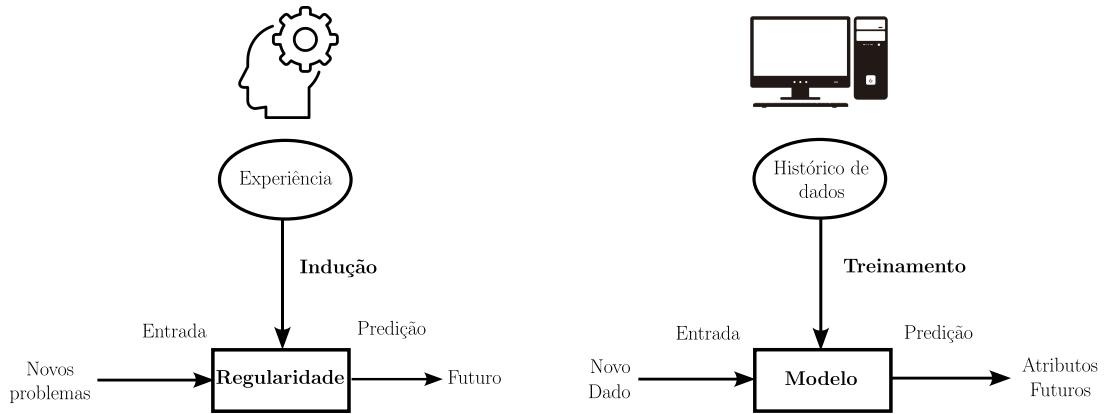 Experiência
Indução
Entrada
Predição
Novos
problemas
Regularidade
Futuro
Histórico de
dados
Treinamento
Entrada
Predição
Novo
Dado
Modelo
Atributos
Futuros